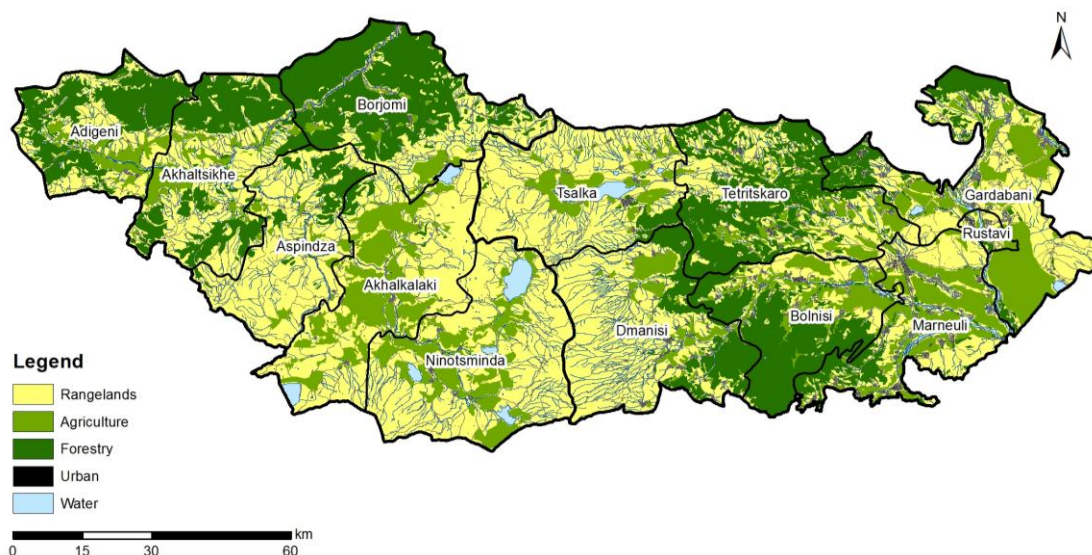 N
Adigeni
Borjomi
Akhaltsikhe
Tsalka
Tetritskaro
Gardabani
Rustavi
Aspindza
Akhalkalaki
Dmanisi
Bolnisi
Marneuli
Ninotsminda
Legend
Rangelands
Agriculture
Forestry
Urban
Water
km
0 15 30 60